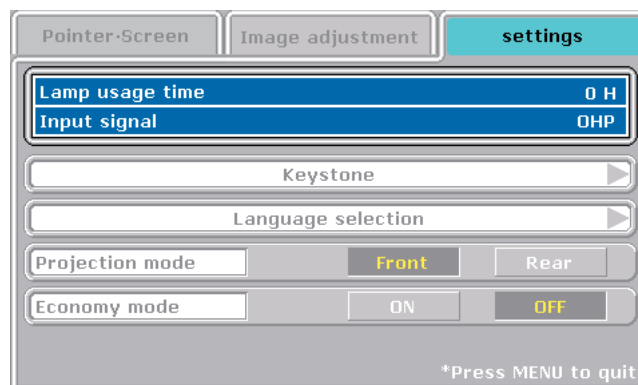 Pointer·Screen Image adjustment settings
Lamp usage time 0 H
Input signal OHP
Keystone
Language selection
Projection mode Front Rear
Economy mode ON OFF
*Press MENU to quit